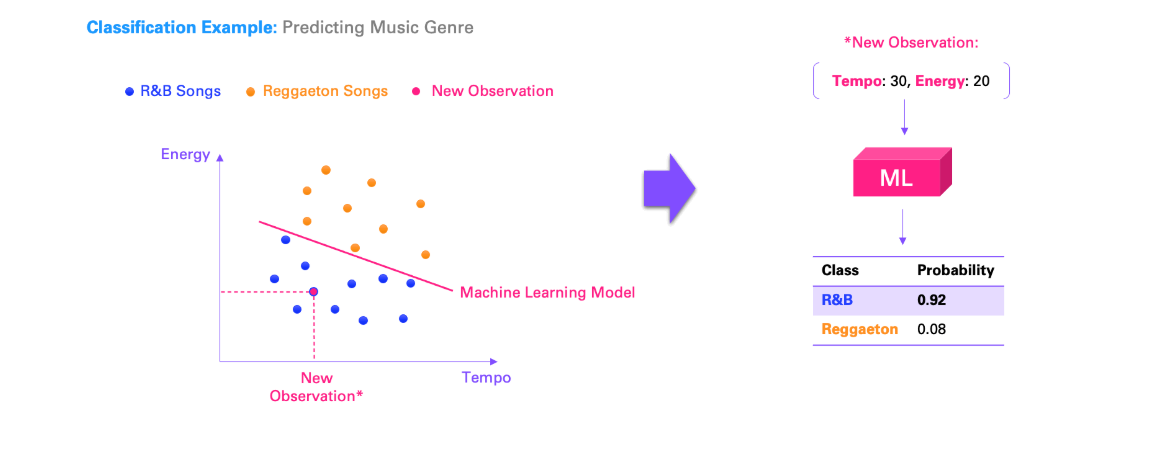 Classification Example: Predicting Music Genre
R&B Songs
Reggaeton Songs
New Observation
Energy
Machine Learning Model
Tempo
New
Observation*
*New Observation:
Tempo: 30, Energy: 20
ML
Class Probability
R&B 0.92
Reggaeton 0.08